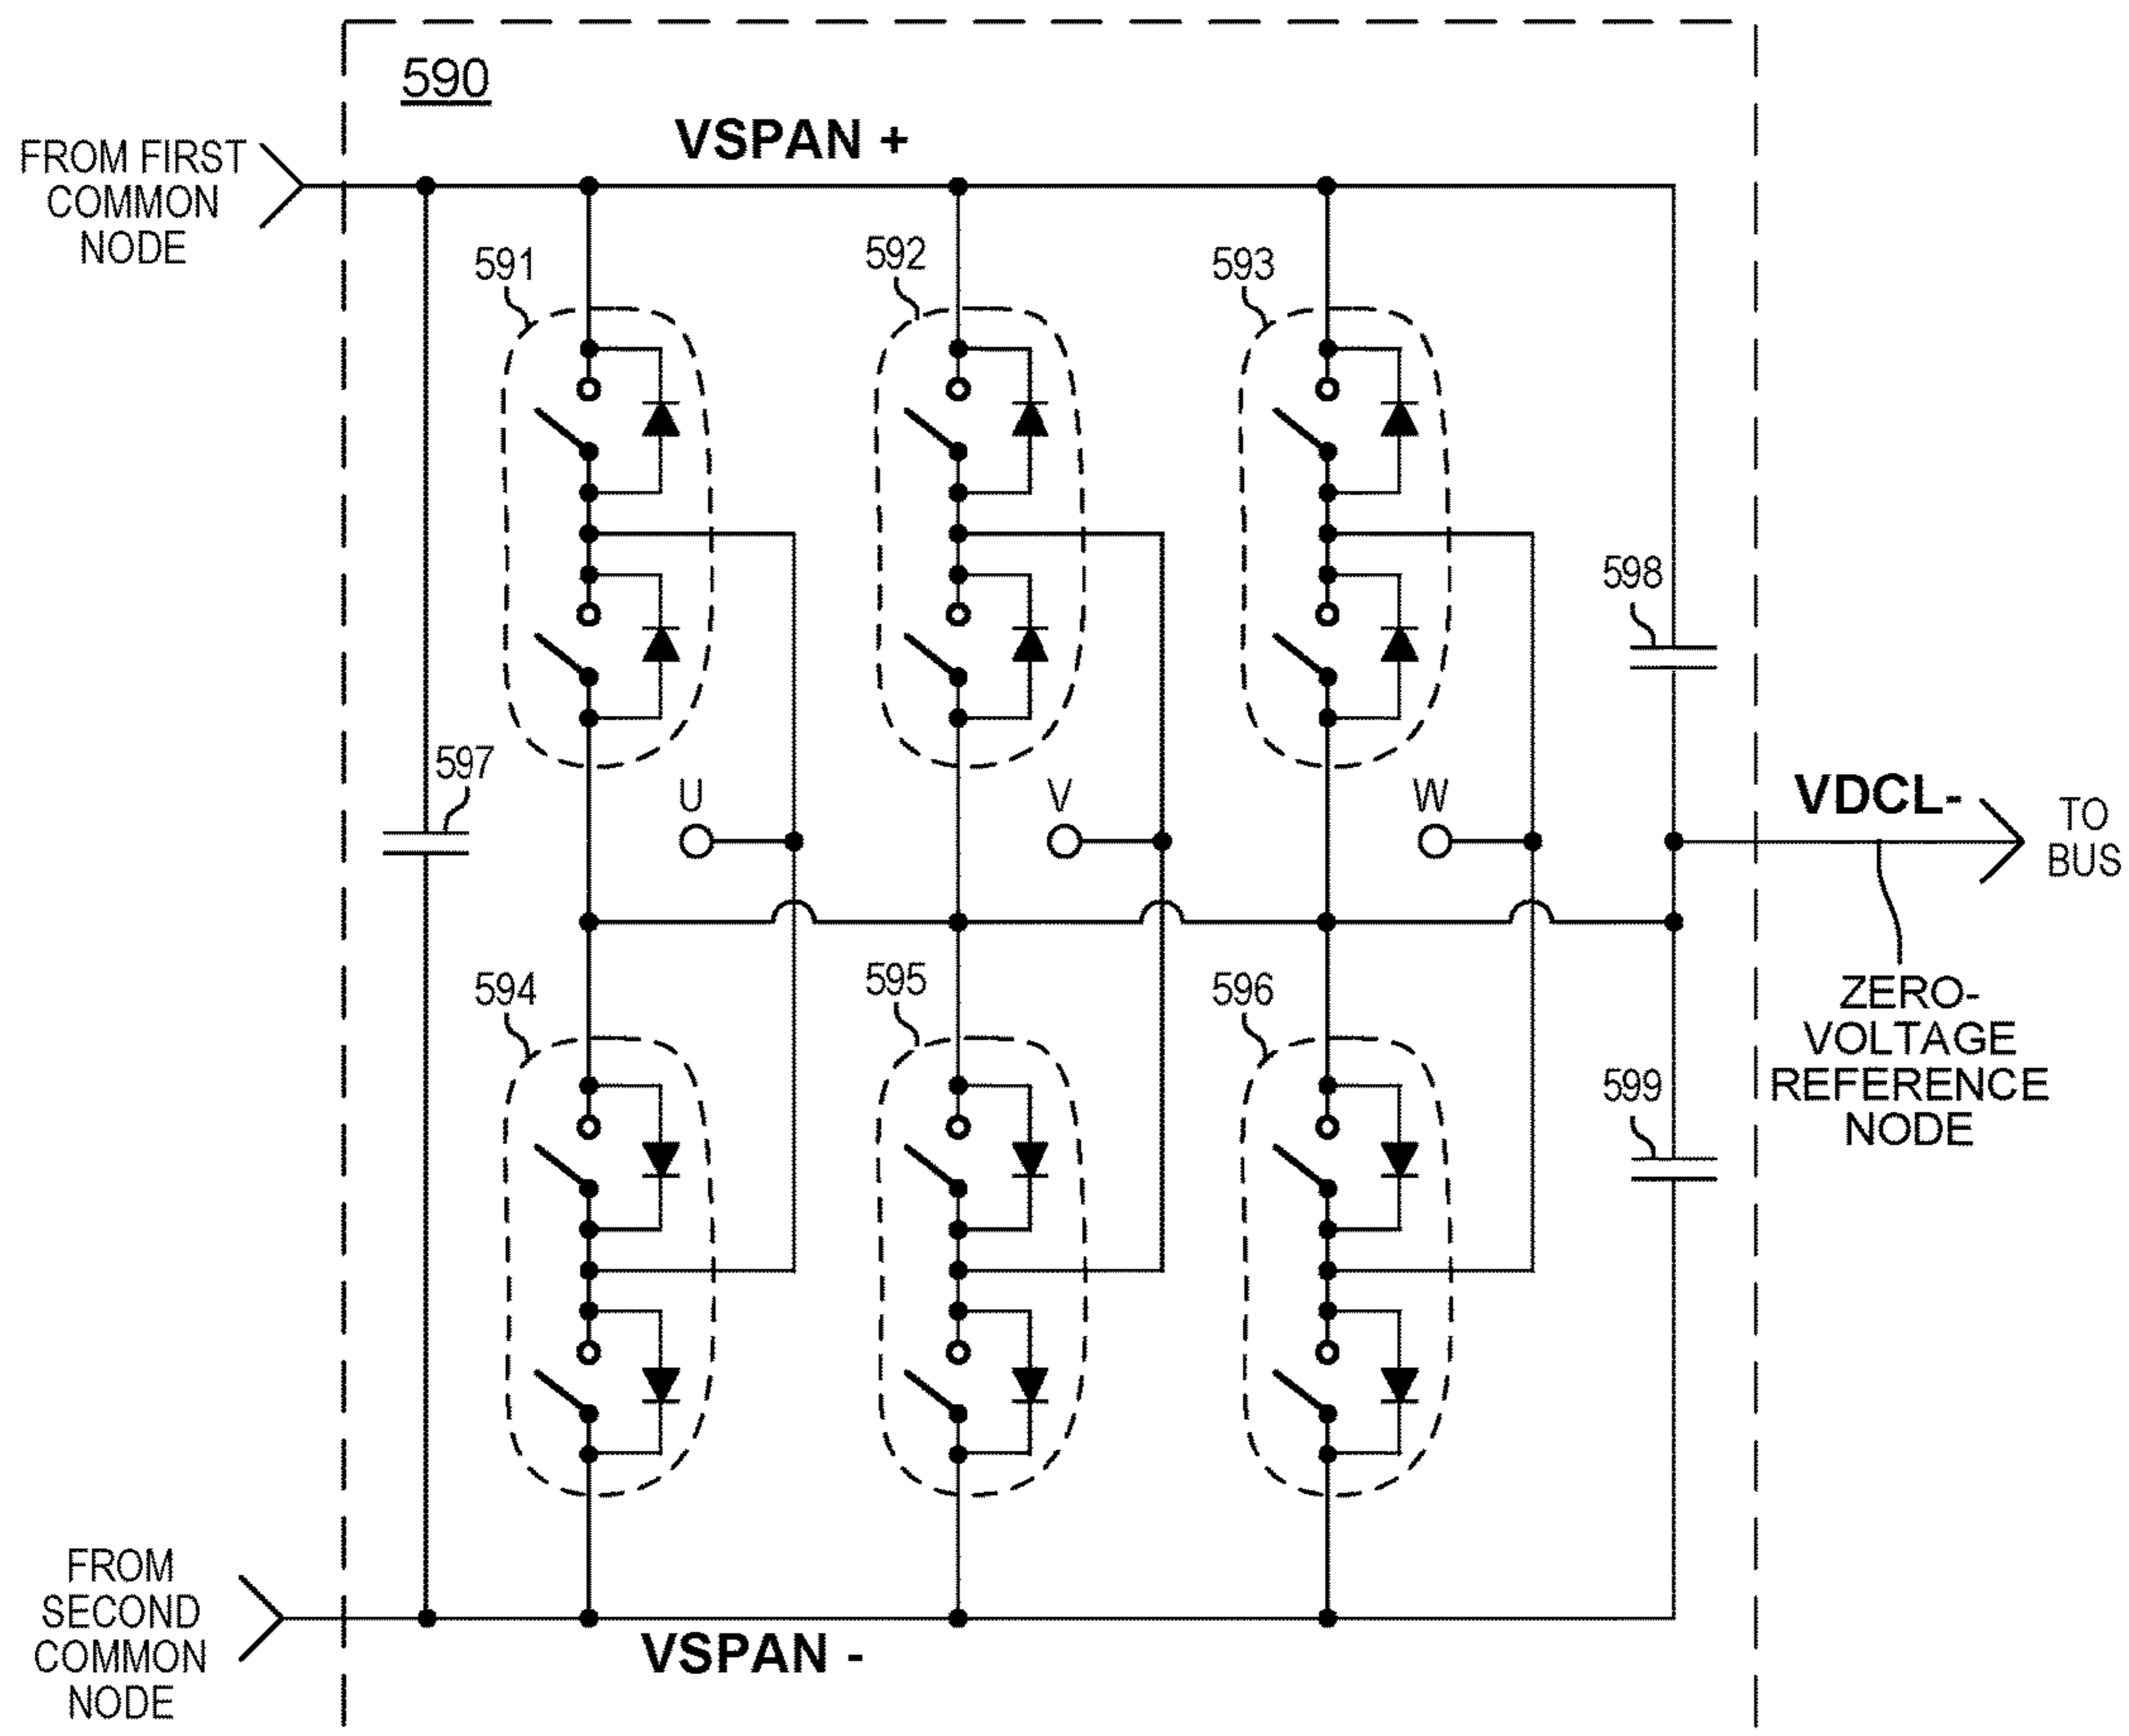 590
VSPAN +
FROM FIRST
COMMON
NODE
591
592
593
598
597
U
V
W
VDCL-
TO
BUS
594
595
596
599
ZERO-
VOLTAGE
REFERENCE
NODE
FROM
SECOND
COMMON
NODE
VSPAN -